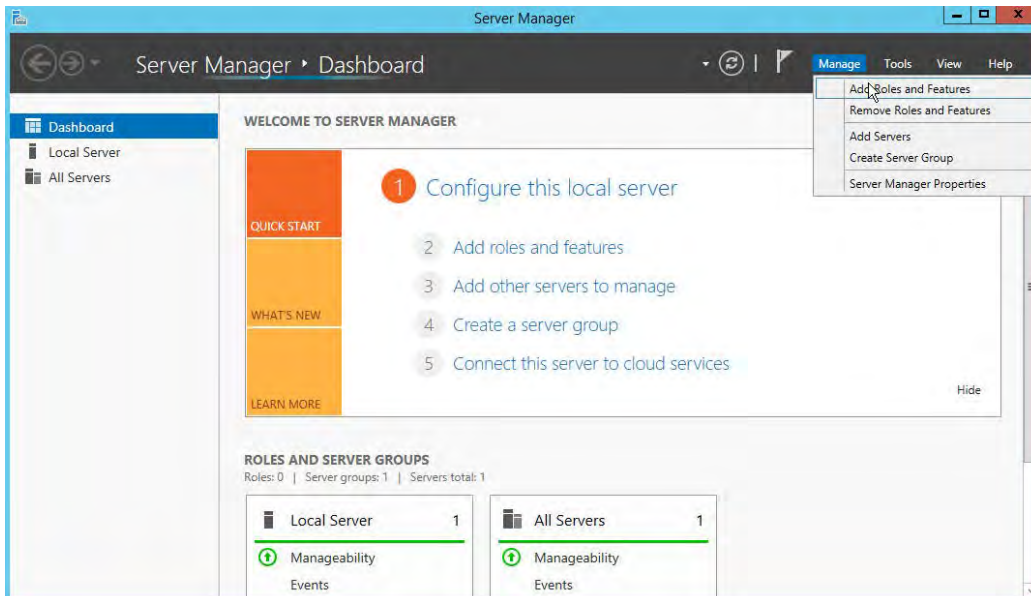 Server Manager
Server Manager ‣ Dashboard
Manage Tools View Help
Add Roles and Features
Remove Roles and Features
Add Servers
Create Server Group
Server Manager Properties
Dashboard
Local Server
All Servers
WELCOME TO SERVER MANAGER
QUICK START
WHAT'S NEW
LEARN MORE
1 Configure this local server
2 Add roles and features
3 Add other servers to manage
4 Create a server group
5 Connect this server to cloud services
Hide
ROLES AND SERVER GROUPS
Roles: 0 | Server groups: 1 | Servers total: 1
Local Server 1
Manageability
Events
All Servers 1
Manageability
Events